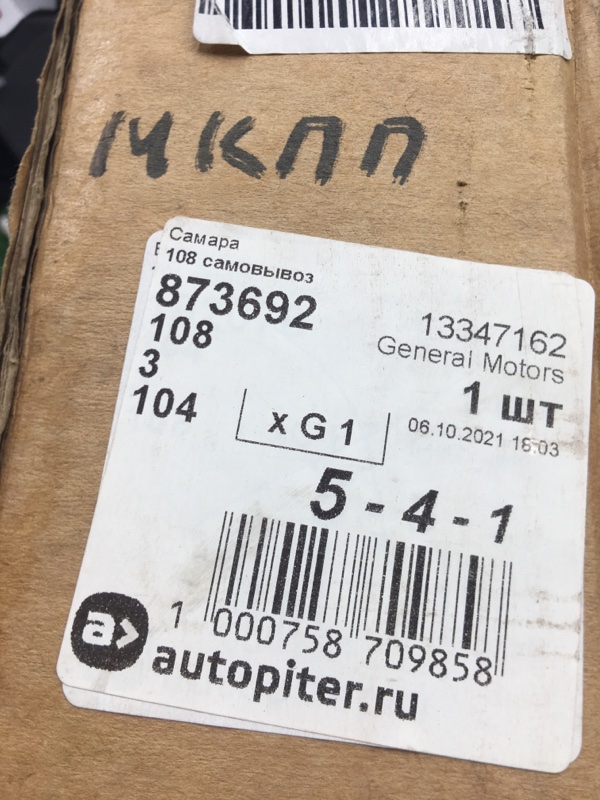 МКПП
Самара
108 самовывоз
873692
108
3
104
13347162
General Motors
1 шт
06.10.2021 18:03
x G 1
5 - 4 - 1
1 000758 709858
a>
autopiter.ru